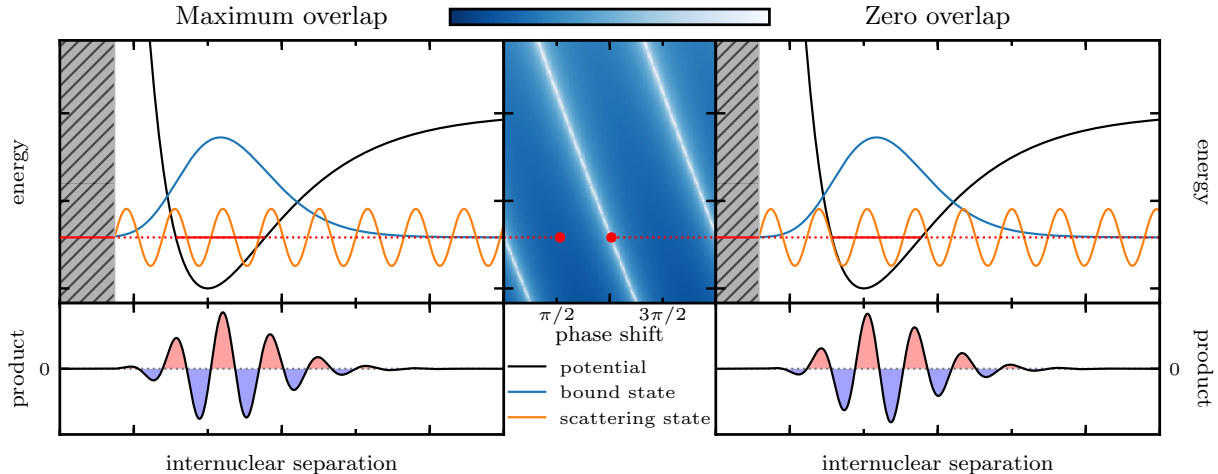 Maximum overlap
Zero overlap
energy
energy
π/2
3π/2
phase shift
product
0
potential
bound state
scattering state
0
product
internuclear separation
internuclear separation